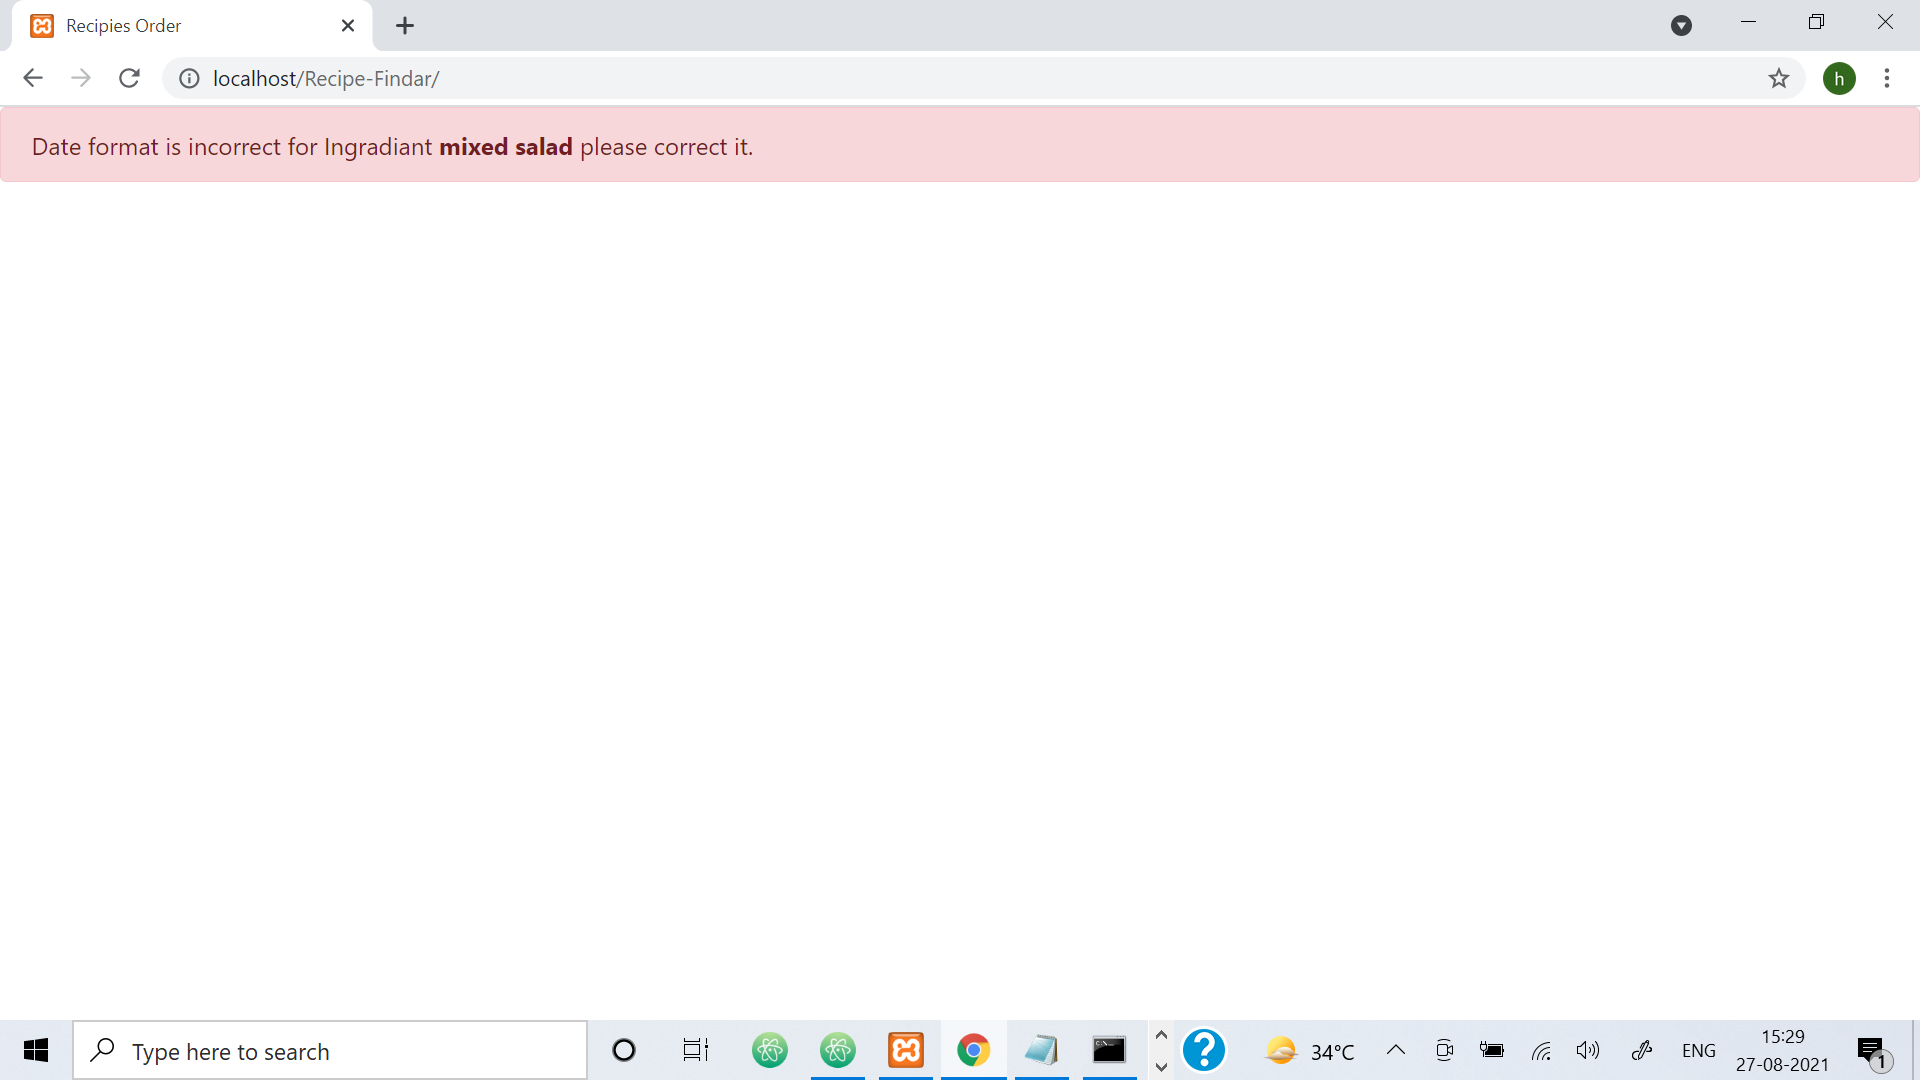 Recipies Order
localhost/Recipe-Findar/
h
Date format is incorrect for Ingradiant mixed salad please correct it.
Type here to search
34°C
ENG
15:29
27-08-2021
1